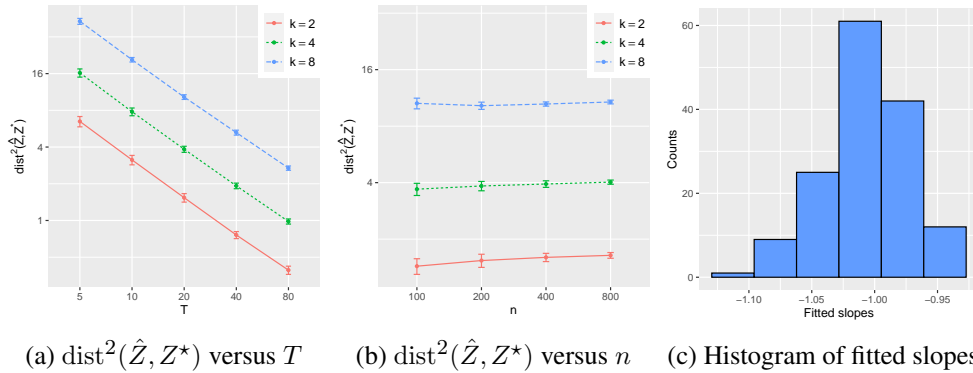 k = 2
k = 4
k = 8
dist²(Ẑ,Z*)
16
4
1
5 10 20 40 80
T
k = 2
k = 4
k = 8
dist²(Ẑ,Z*)
16
4
100 200 400 800
n
Counts
60
40
20
0
−1.10 −1.05 −1.00 −0.95
Fitted slopes
(a) dist²(Ẑ, Z⋆) versus T
(b) dist²(Ẑ, Z⋆) versus n
(c) Histogram of fitted slopes